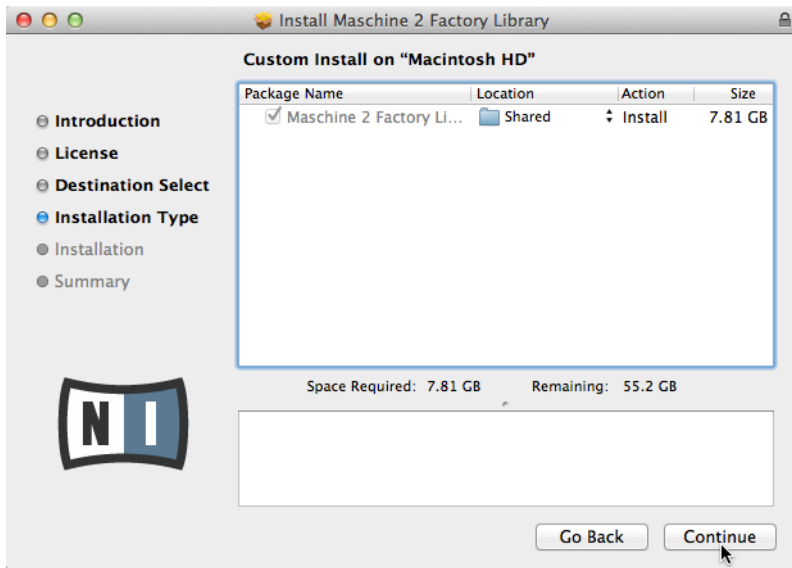 Install Maschine 2 Factory Library
Custom Install on “Macintosh HD”
Introduction
License
Destination Select
Installation Type
Installation
Summary
Package Name Location Action Size
Maschine 2 Factory Li... Shared Install 7.81 GB
Space Required: 7.81 GB Remaining: 55.2 GB
NI
Go Back Continue